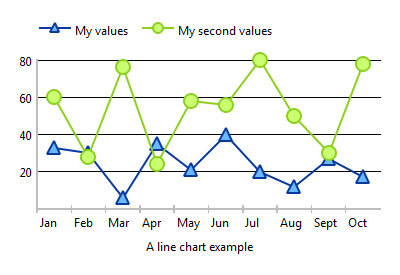 My values My second values
80
60
40
20
Jan Feb Mar Apr May Jun Jul Aug Sept Oct
A line chart example